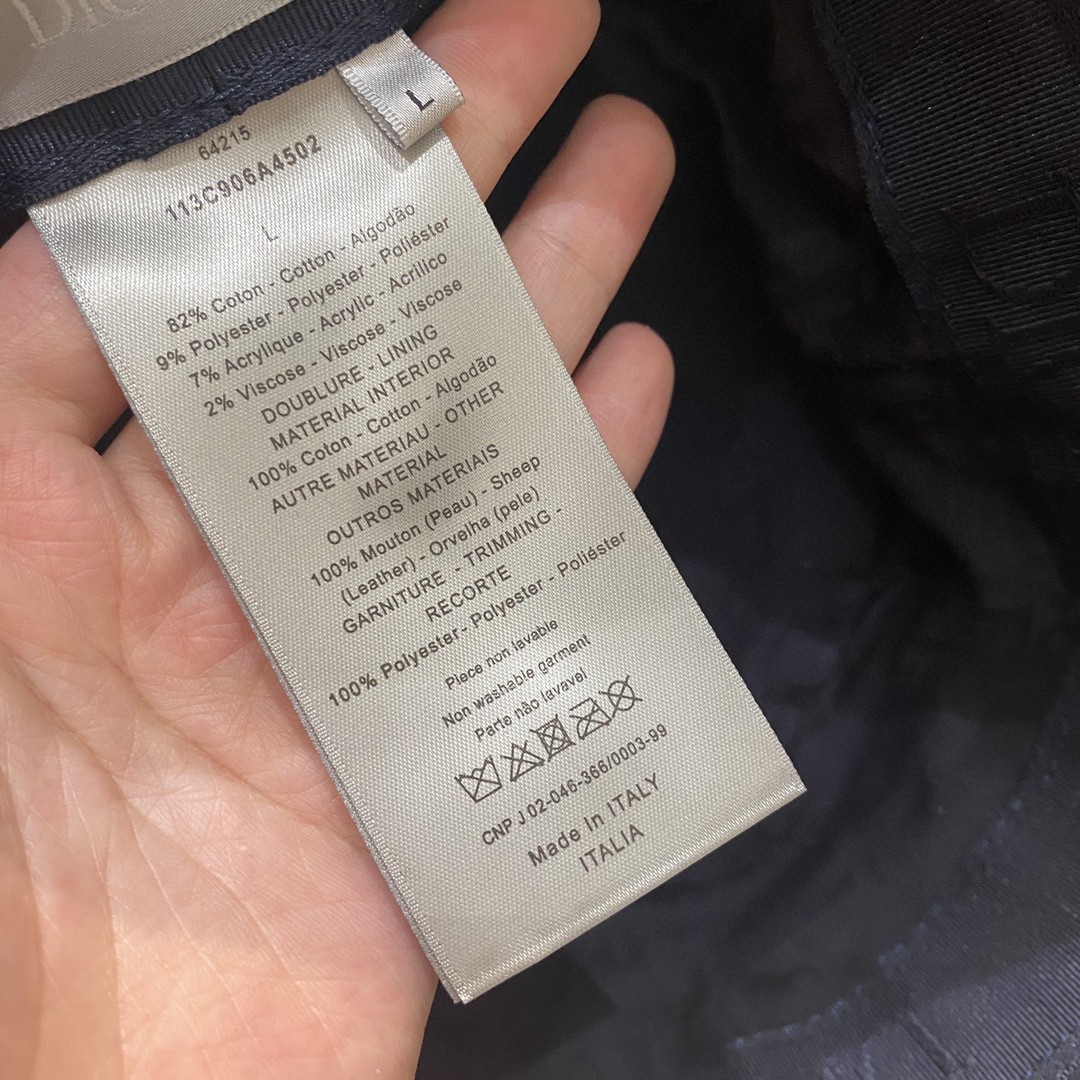 L
64215
113C906A4502
L
82% Coton - Cotton - Algodão
9% Polyester - Polyester - Poliéster
7% Acrylique - Acrylic - Acrilico
2% Viscose - Viscose - Viscose
DOUBLURE - LINING
MATERIAL INTERIOR
100% Coton - Cotton - Algodão
AUTRE MATERIAU - OTHER
MATERIAL
OUTROS MATERIAIS
100% Mouton (Peau) - Sheep
(Leather) - Orvelha (pele)
GARNITURE - TRIMMING -
RECORTE
100% Polyester - Polyester - Poliéster
Piece non lavable
Non washable garment
Parte não lavavel
CNP J 02-046-366/0003-99
Made in ITALY
ITALIA